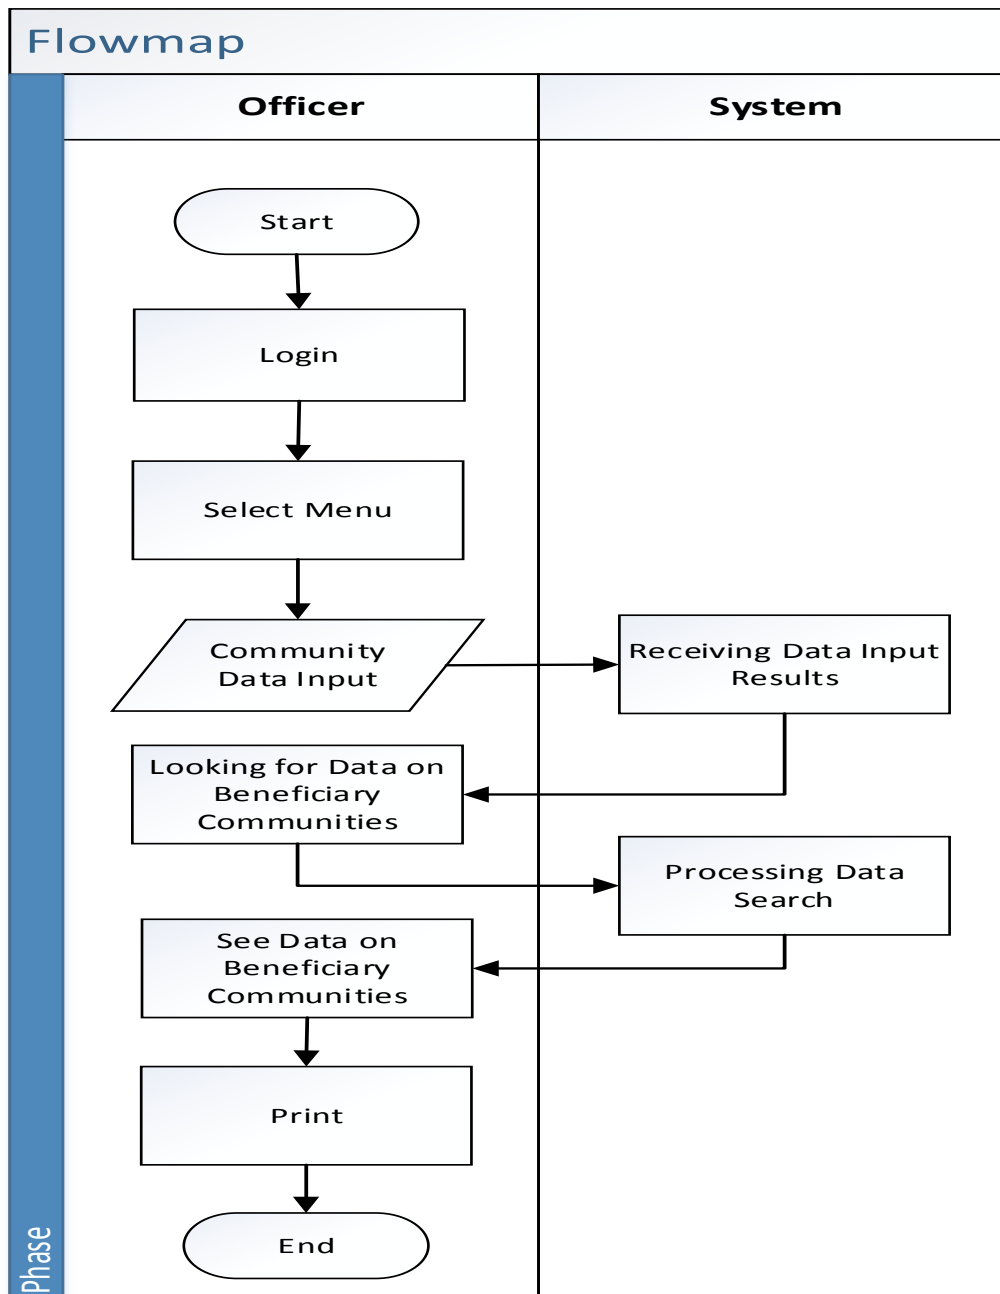 Flowmap
Officer
System
Start
Login
Select Menu
Community
Data Input
Receiving Data Input
Results
Looking for Data on
Beneficiary
Communities
Processing Data
Search
See Data on
Beneficiary
Communities
Print
End
Phase